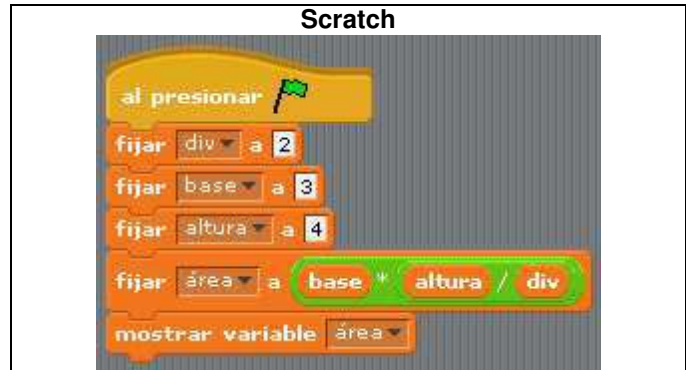 Scratch
al presionar
fijar div a 2
fijar base a 3
fijar altura a 4
fijar área a base * altura / div
mostrar variable área